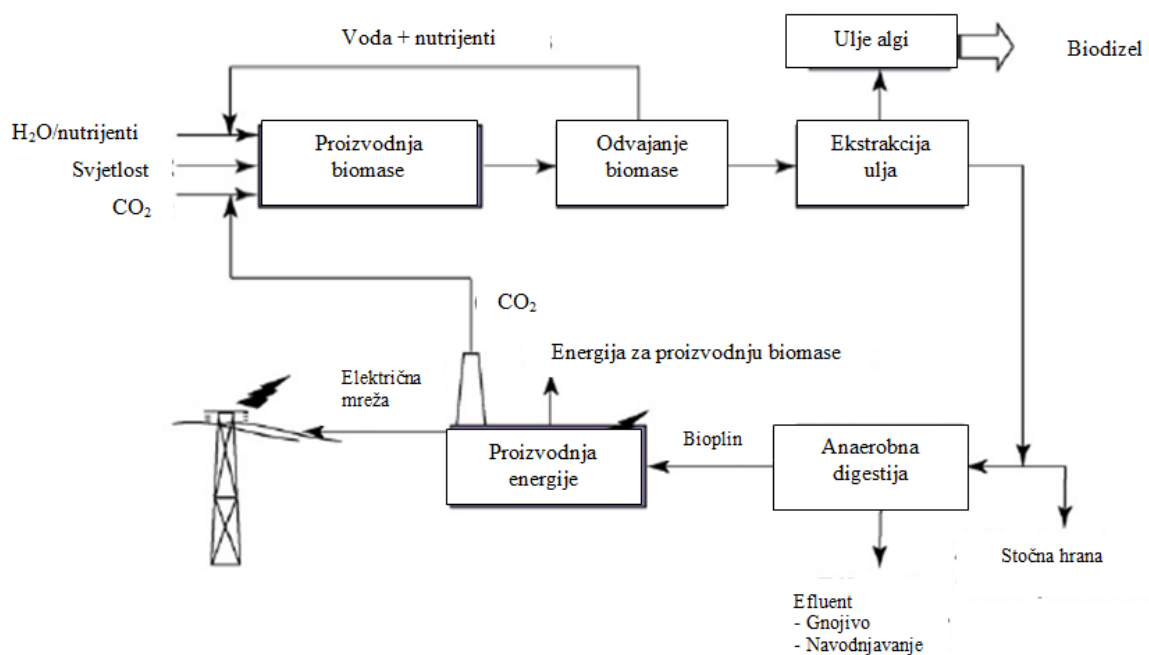 Voda + nutrijenti
Ulje algi
Biodizel
H₂O/nutrijenti
Svjetlost
CO₂
Proizvodnja
biomase
Odvajanje
biomase
Ekstrakcija
ulja
CO₂
Energija za proizvodnju biomase
Električna
mreža
Proizvodnja
energije
Bioplin
Anaerobna
digestija
Stočna hrana
Efluent
- Gnojivo
- Navodnjavanje